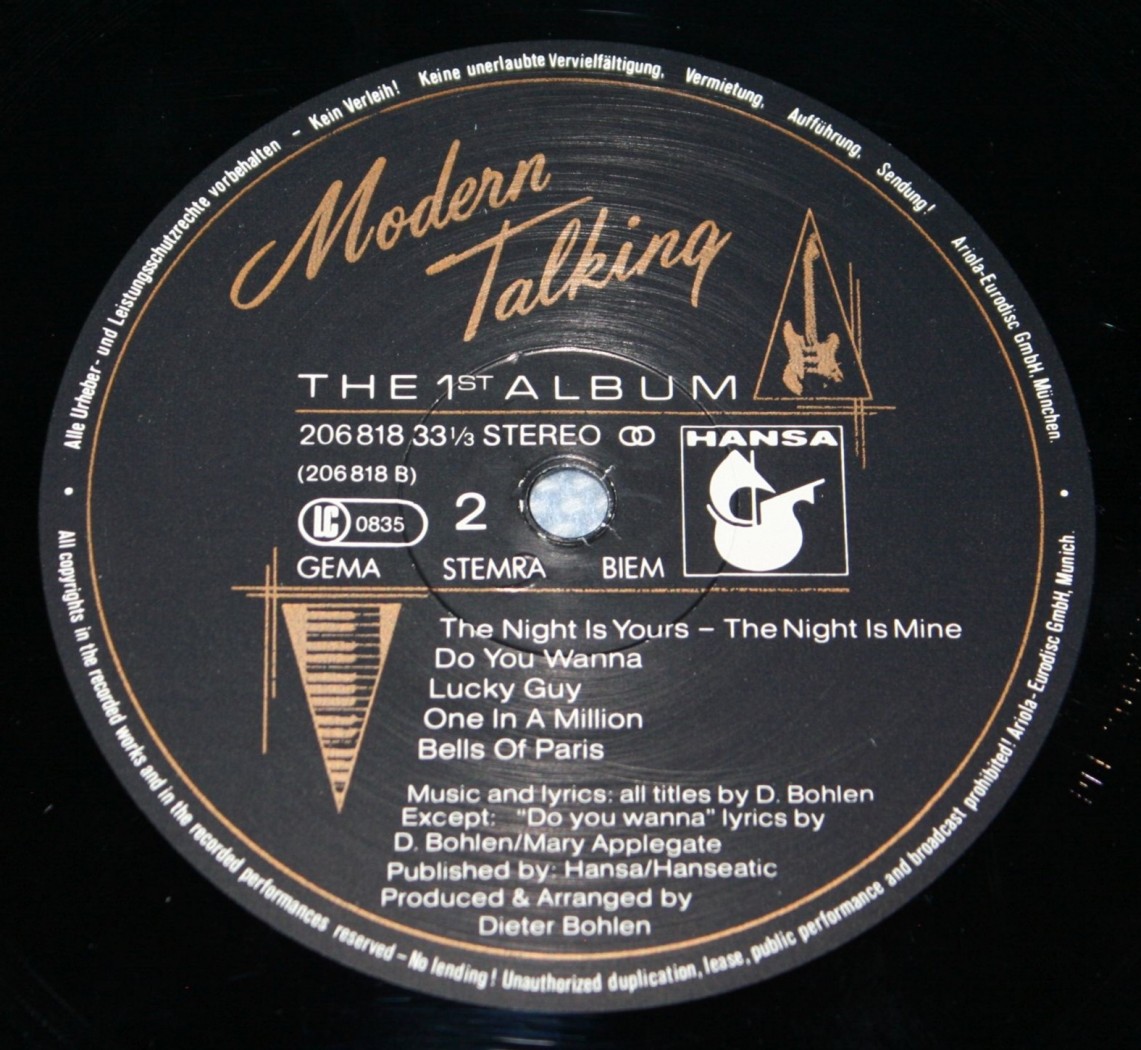 Alle Urheber- und Leistungsschutzrechte vorbehalten – Kein Verleih! Keine unerlaubte Vervielfältigung, Vermietung, Aufführung, Sendung! Ariola-Eurodisc GmbH, München.
Modern
Talking
THE 1ST ALBUM
206 818 33 1/3 STEREO
(206 818 B)
HANSA
LC 0835
2
GEMA STEMRA BIEM
The Night Is Yours – The Night Is Mine
Do You Wanna
Lucky Guy
One In A Million
Bells Of Paris
Music and lyrics: all titles by D. Bohlen
Except: "Do you wanna" lyrics by
D. Bohlen/Mary Applegate
Published by: Hansa/Hanseatic
Produced & Arranged by
Dieter Bohlen
All copyrights in the recorded works and in the recorded performances reserved – No lending! Unauthorized duplication, lease, public performance and broadcast prohibited! Ariola-Eurodisc GmbH, Munich.